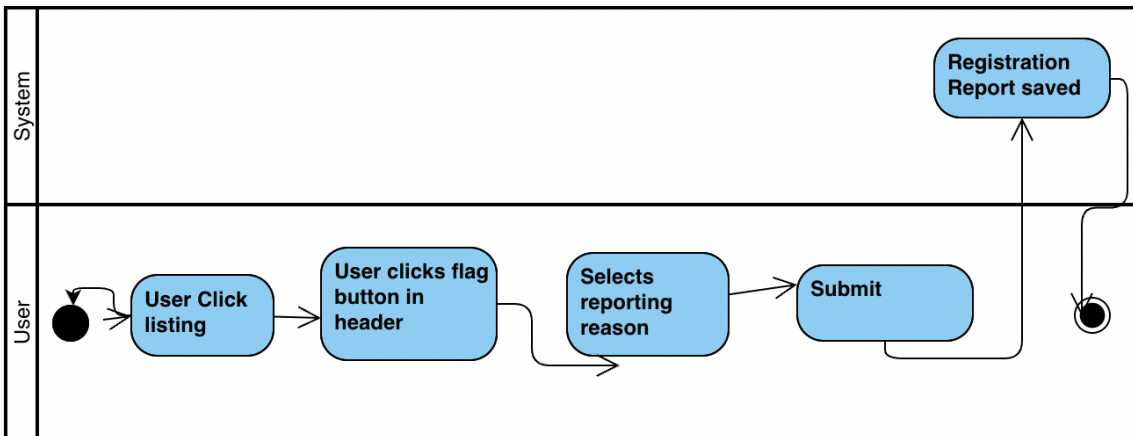 System
Registration
Report saved
User
User Click
listing
User clicks flag
button in
header
Selects
reporting
reason
Submit